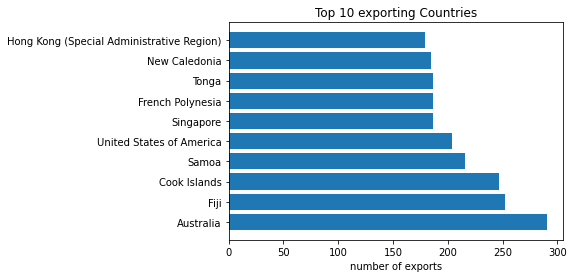 Top 10 exporting Countries
Hong Kong (Special Administrative Region)
New Caledonia
Tonga
French Polynesia
Singapore
United States of America
Samoa
Cook Islands
Fiji
Australia
0 50 100 150 200 250 300
number of exports